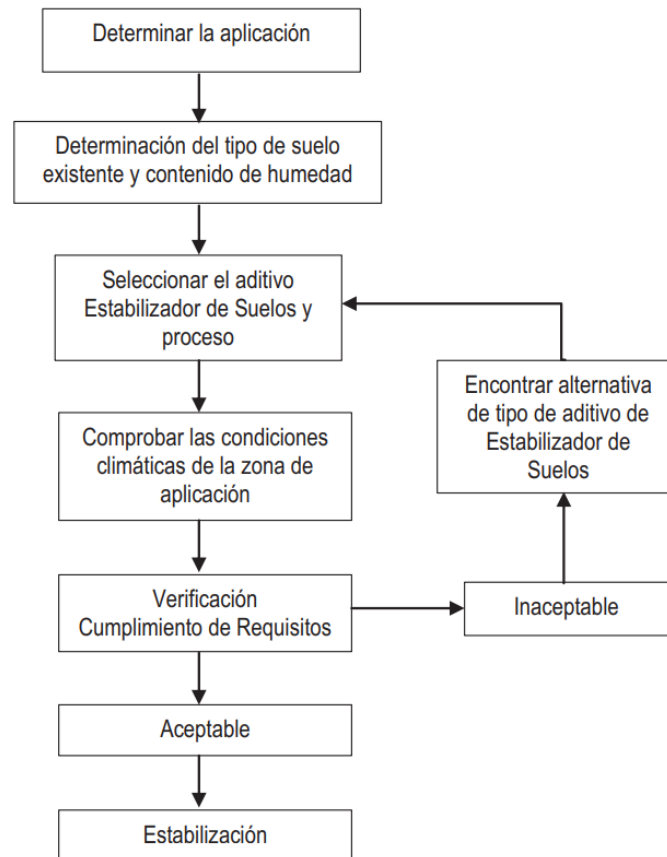 Determinar la aplicación
Determinación del tipo de suelo
existente y contenido de humedad
Seleccionar el aditivo
Estabilizador de Suelos y
proceso
Comprobar las condiciones
climáticas de la zona de
aplicación
Verificación
Cumplimiento de Requisitos
Aceptable
Estabilización
Encontrar alternativa
de tipo de aditivo de
Estabilizador de
Suelos
Inaceptable